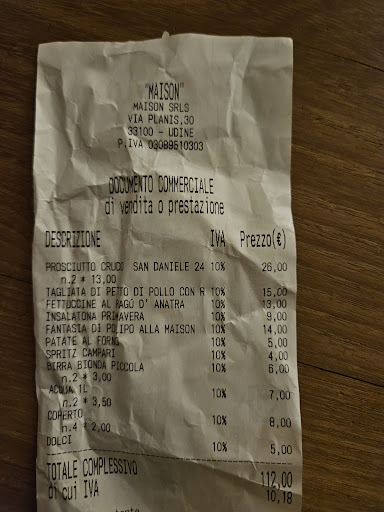 "MAISON"
MAISON SRLS
VIA PLANIS,30
33100 - UDINE
P.IVA 03089510303
DOCUMENTO COMMERCIALE
di vendita o prestazione
DESCRIZIONE IVA Prezzo(€)
PROSCIUTTO CRUDO SAN DANIELE 24 10% 26,00
n.2 * 13,00
TAGLIATA DI PETTO DI POLLO CON R 10% 15,00
FETTUCCINE AL RAGÙ D' ANATRA 10% 13,00
INSALATONA PRIMAVERA 10% 9,00
FANTASIA DI POLIPO ALLA MAISON 10% 14,00
PATATE AL FORNO 10% 5,00
SPRITZ CAMPARI 10% 4,00
BIRRA BIONDA PICCOLA 10% 6,00
n.2 * 3,00
ACQUA 1L 10% 7,00
n.2 * 3,50
COPERTO 10% 8,00
n.4 * 2,00
DOLCI 10% 5,00
TOTALE COMPLESSIVO 112,00
di cui IVA 10,18